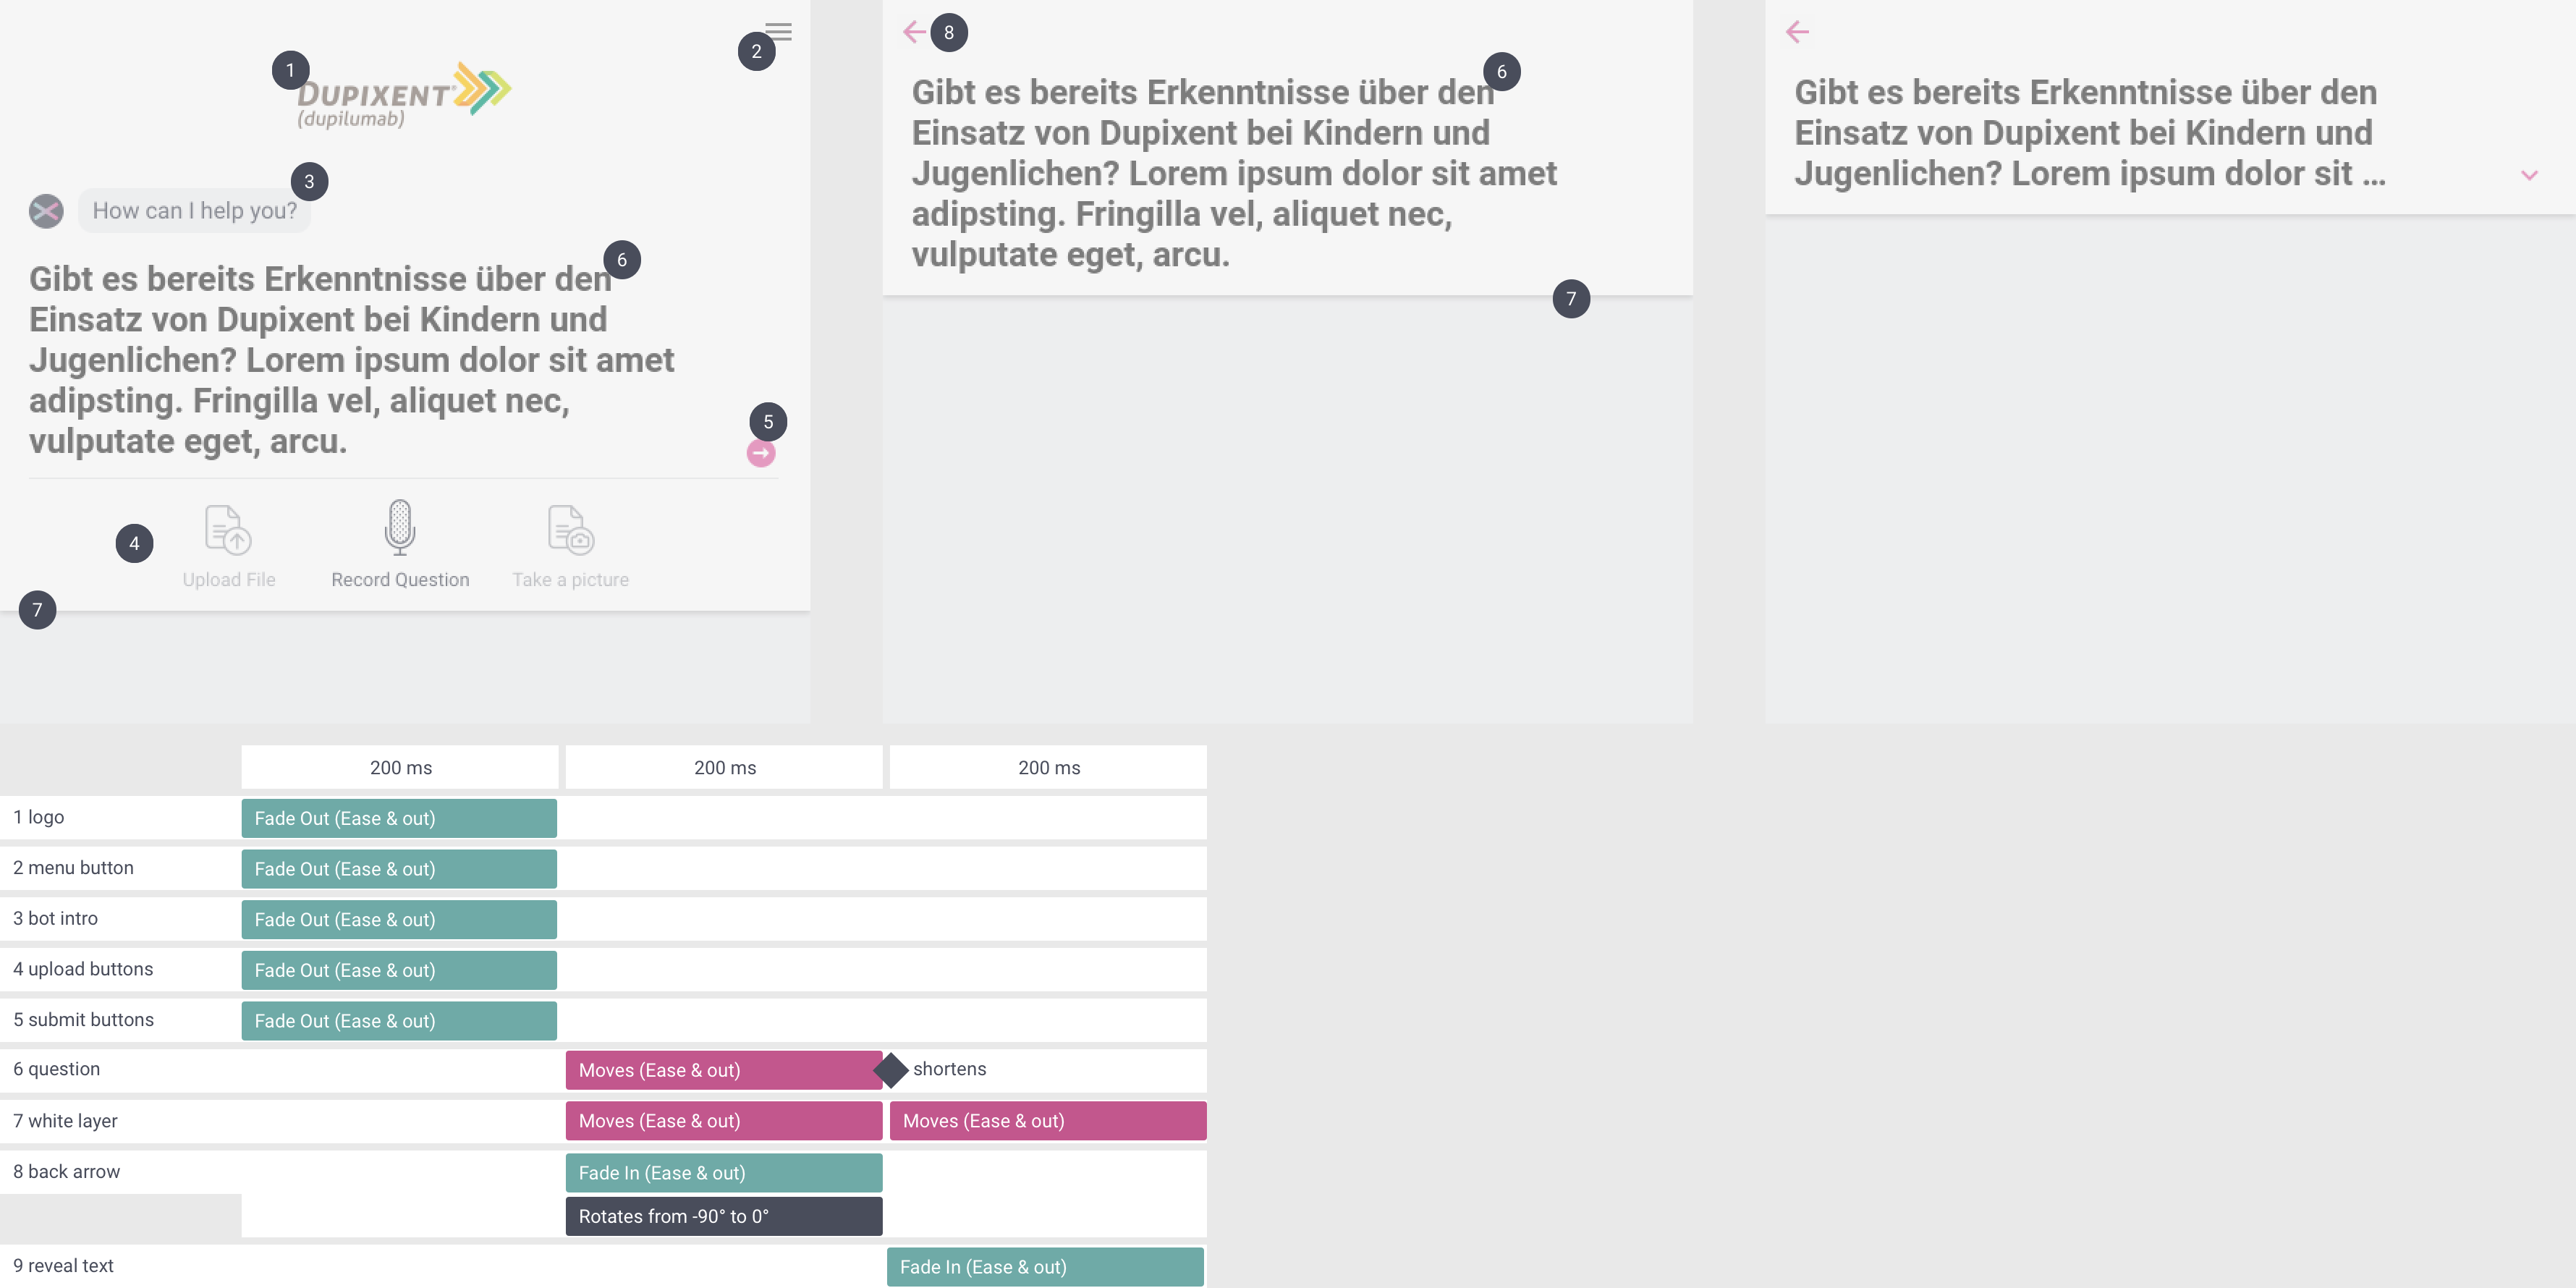 1
2
DUPIXENT®
(dupilumab)
3
How can I help you?
6
Gibt es bereits Erkenntnisse über den
Einsatz von Dupixent bei Kindern und
Jugenlichen? Lorem ipsum dolor sit amet
adipsting. Fringilla vel, aliquet nec,
vulputate eget, arcu.
5
4
Upload File
Record Question
Take a picture
7
8
6
Gibt es bereits Erkenntnisse über den
Einsatz von Dupixent bei Kindern und
Jugenlichen? Lorem ipsum dolor sit amet
adipsting. Fringilla vel, aliquet nec,
vulputate eget, arcu.
7
Gibt es bereits Erkenntnisse über den
Einsatz von Dupixent bei Kindern und
Jugenlichen? Lorem ipsum dolor sit ...
200 ms 200 ms 200 ms
1 logo Fade Out (Ease & out)
2 menu button Fade Out (Ease & out)
3 bot intro Fade Out (Ease & out)
4 upload buttons Fade Out (Ease & out)
5 submit buttons Fade Out (Ease & out)
6 question Moves (Ease & out) shortens
7 white layer Moves (Ease & out) Moves (Ease & out)
8 back arrow Fade In (Ease & out)
Rotates from -90° to 0°
9 reveal text Fade In (Ease & out)